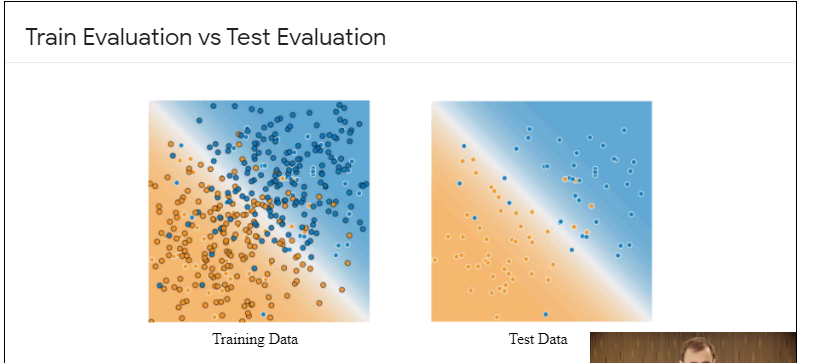 Train Evaluation vs Test Evaluation
Training Data
Test Data